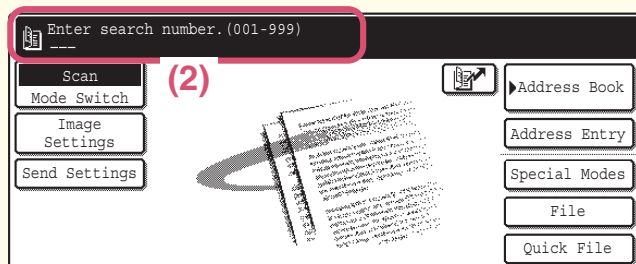 Enter search number.(001-999)
---
(2)
Scan
Mode Switch
Image
Settings
Send Settings
Address Book
Address Entry
Special Modes
File
Quick File